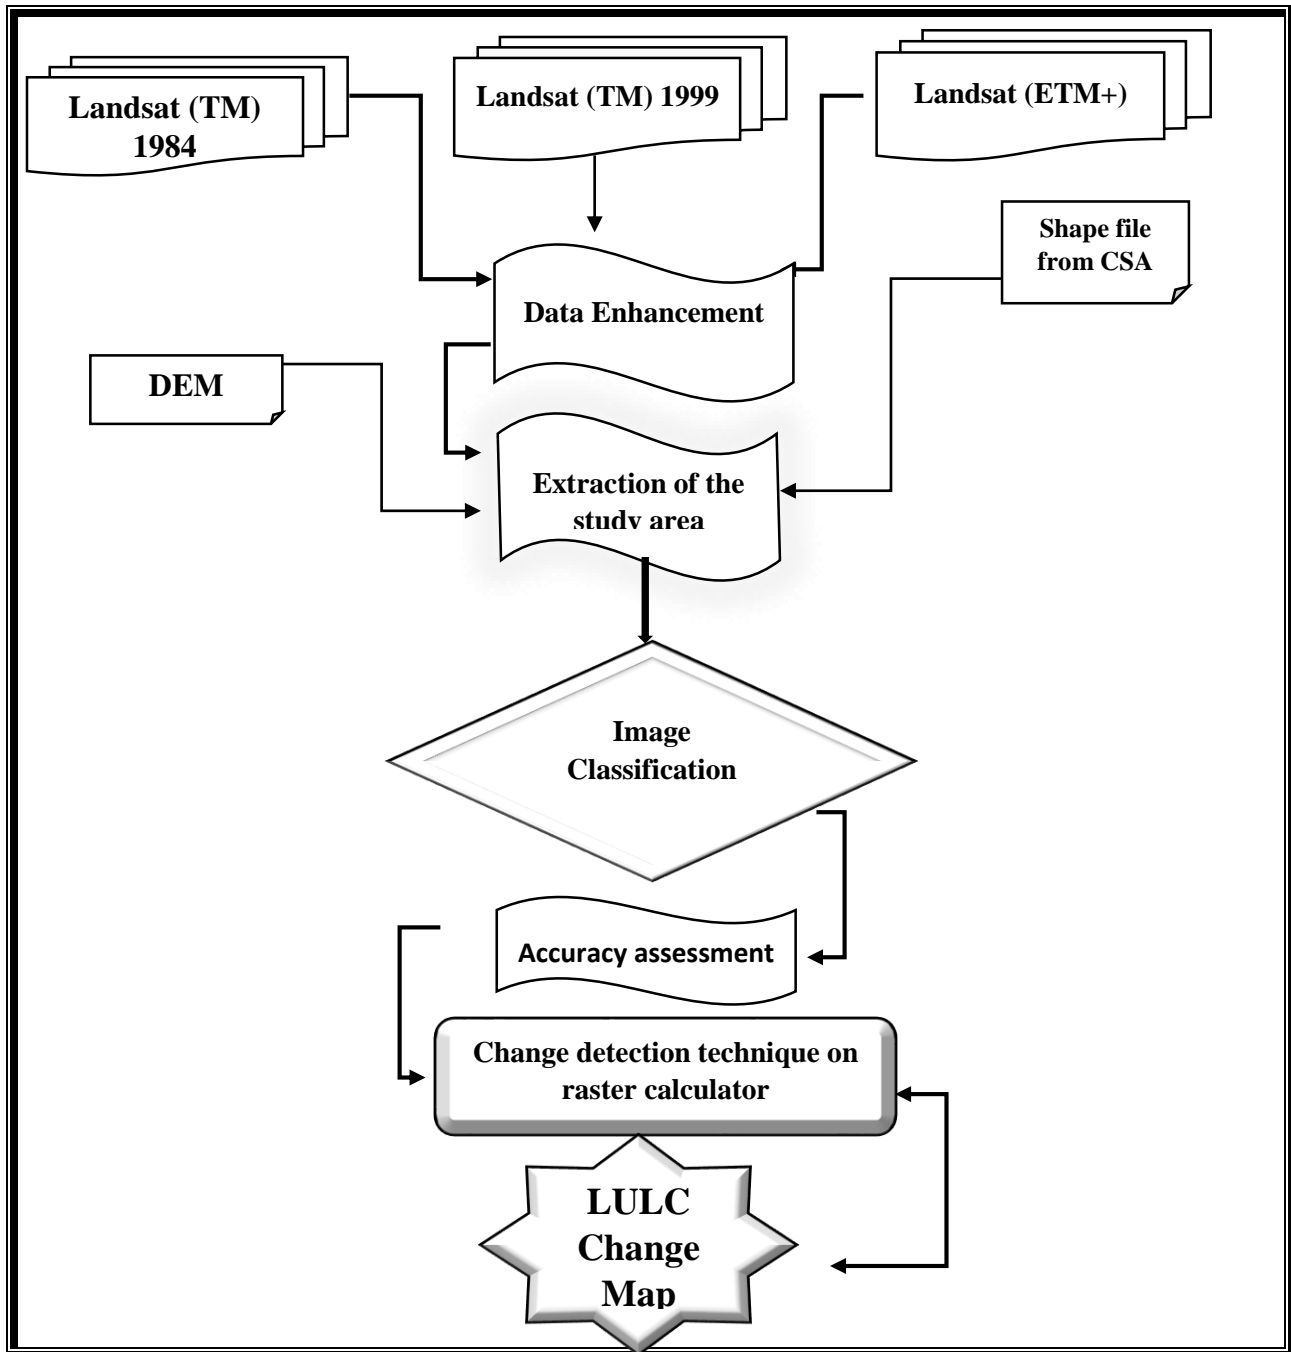 Landsat (TM)
1984
Landsat (TM) 1999
Landsat (ETM+)
Shape file
from CSA
Data Enhancement
DEM
Extraction of the
study area
Image
Classification
Accuracy assessment
Change detection technique on
raster calculator
LULC
Change
Map